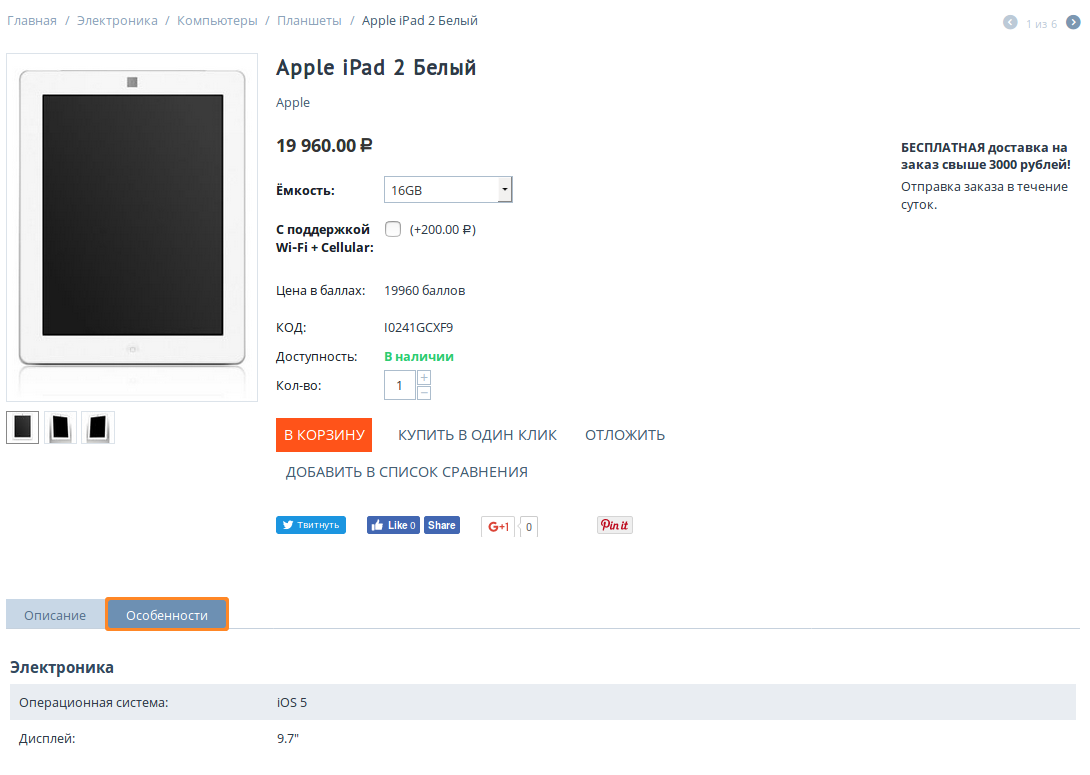 Главная / Электроника / Компьютеры / Планшеты / Apple iPad 2 Белый
1 из 6
Apple iPad 2 Белый
Apple
19 960.00 ₽
Ёмкость: 16GB
С поддержкой
Wi-Fi + Cellular: (+200.00 ₽)
Цена в баллах: 19960 баллов
КОД: I0241GCXF9
Доступность: В наличии
Кол-во: 1 + −
В КОРЗИНУ КУПИТЬ В ОДИН КЛИК ОТЛОЖИТЬ
ДОБАВИТЬ В СПИСОК СРАВНЕНИЯ
Твитнуть Like 0 Share G+1 0 Pin it
БЕСПЛАТНАЯ доставка на
заказ свыше 3000 рублей!
Отправка заказа в течение
суток.
Описание Особенности
Электроника
Операционная система: iOS 5
Дисплей: 9.7"